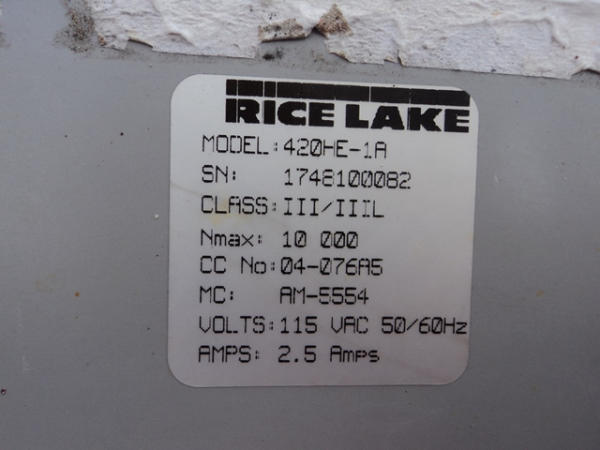 RICE LAKE
MODEL: 420HE-1A
SN: 1748100082
CLASS: III/IIIL
Nmax: 10 000
CC No: 04-076A5
MC: AM-5554
VOLTS: 115 VAC 50/60Hz
AMPS: 2.5 Amps